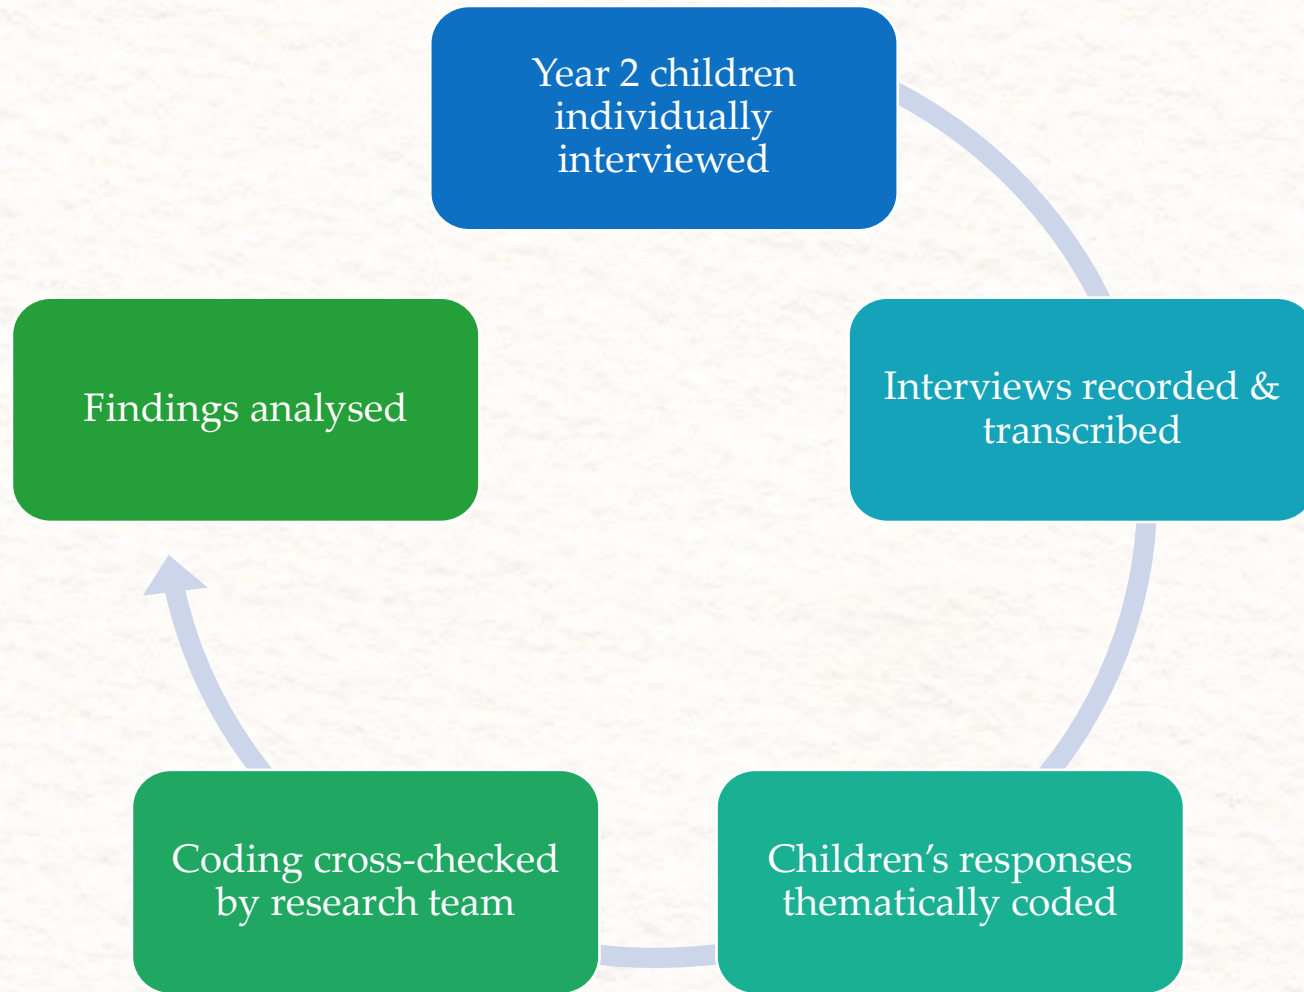 Year 2 children
individually
interviewed
Interviews recorded &
transcribed
Children’s responses
thematically coded
Coding cross-checked
by research team
Findings analysed